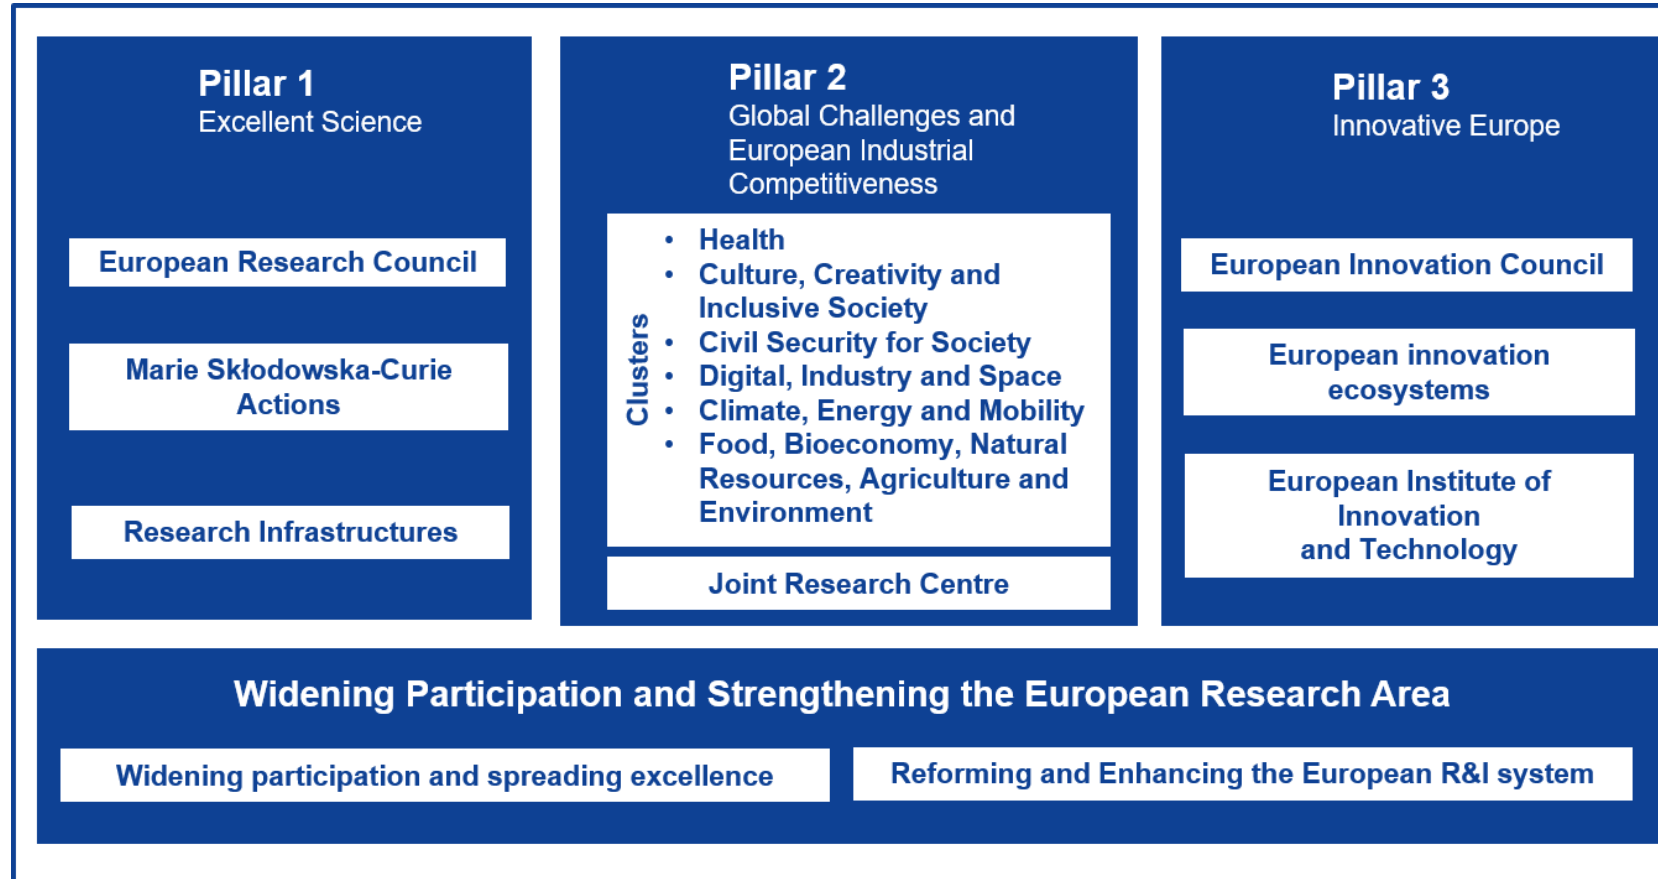 Pillar 1
Excellent Science
European Research Council
Marie Skłodowska-Curie
Actions
Research Infrastructures
Pillar 2
Global Challenges and
European Industrial
Competitiveness
Clusters
• Health
• Culture, Creativity and
Inclusive Society
• Civil Security for Society
• Digital, Industry and Space
• Climate, Energy and Mobility
• Food, Bioeconomy, Natural
Resources, Agriculture and
Environment
Joint Research Centre
Pillar 3
Innovative Europe
European Innovation Council
European innovation
ecosystems
European Institute of
Innovation
and Technology
Widening Participation and Strengthening the European Research Area
Widening participation and spreading excellence
Reforming and Enhancing the European R&I system